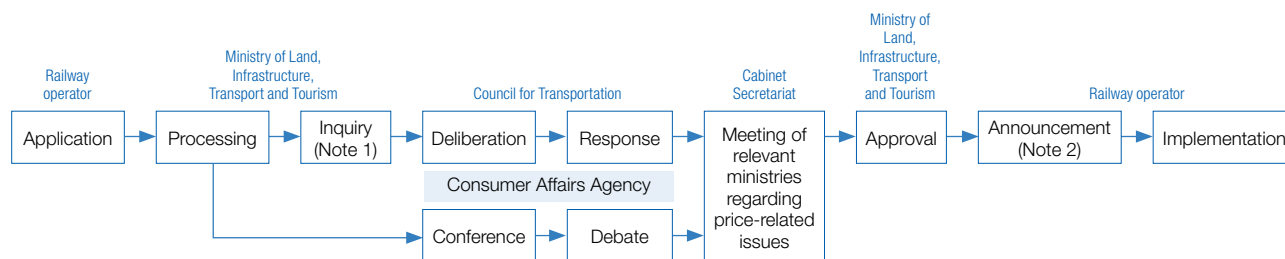 Railway
operator
Application
Ministry of Land,
Infrastructure,
Transport and Tourism
Processing
Inquiry
(Note 1)
Council for Transportation
Deliberation
Response
Consumer Affairs Agency
Conference
Debate
Cabinet
Secretariat
Meeting of
relevant
ministries
regarding
price-related
issues
Ministry of
Land,
Infrastructure,
Transport
and Tourism
Approval
Railway operator
Announcement
(Note 2)
Implementation